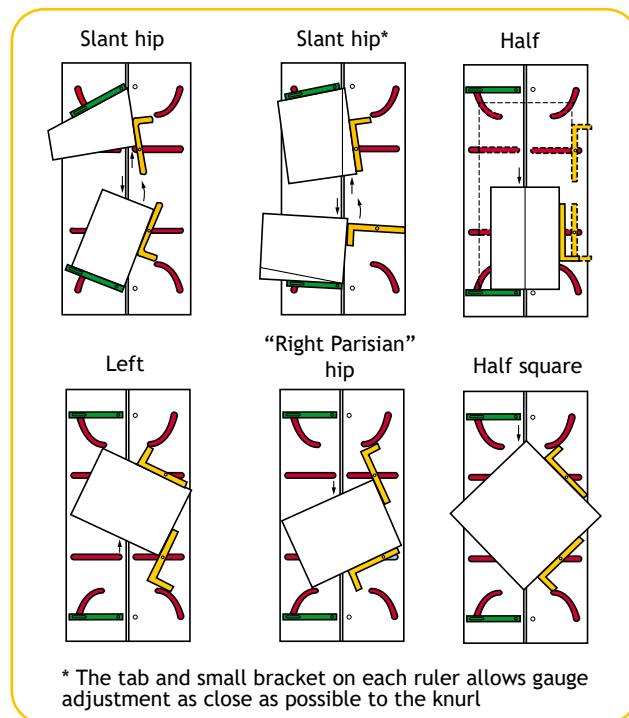 Slant hip
Slant hip*
Half
Left
“Right Parisian”
hip
Half square
* The tab and small bracket on each ruler allows gauge
adjustment as close as possible to the knurl